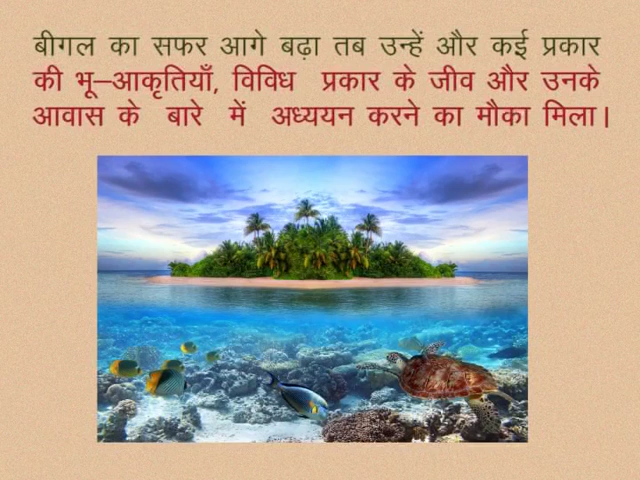 बीगल का सफर आगे बढ़ा तब उन्हें और कई प्रकार
की भू–आकृतियाँ, विविध प्रकार के जीव और उनके
आवास के बारे में अध्ययन करने का मौका मिला।